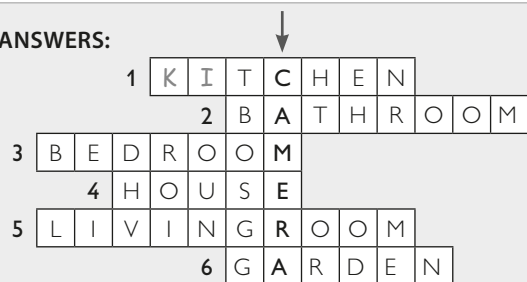 ANSWERS:
1 KITCHEN
2 BATHROOM
3 BEDROOM
4 HOUSE
5 LIVINGROOM
6 GARDEN